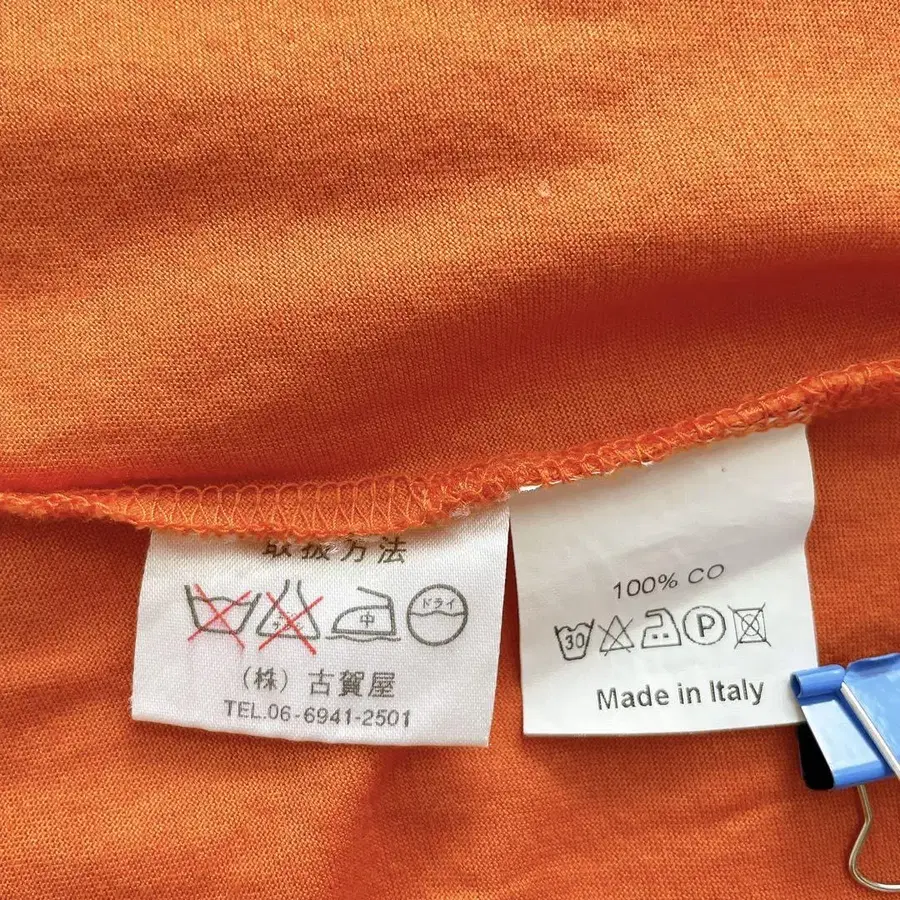 取扱方法
中 ドライ
(株) 古賀屋
TEL.06-6941-2501
100% CO
30 P
Made in Italy